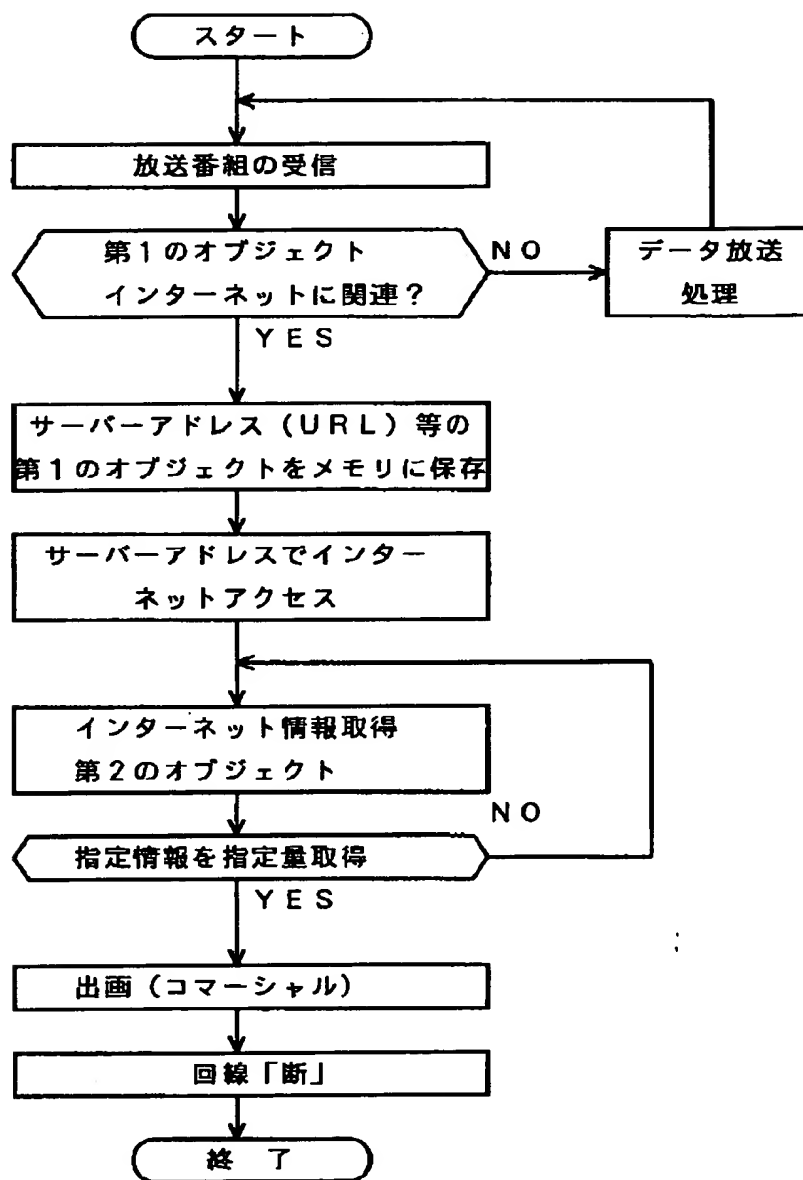 スタート
放送番組の受信
第1のオブジェクト
インターネットに関連?
NO
データ放送
処理
YES
サーバーアドレス(URL)等の
第1のオブジェクトをメモリに保存
サーバーアドレスでインター
ネットアクセス
インターネット情報取得
第2のオブジェクト
NO
指定情報を指定量取得
YES
出画(コマーシャル)
回線「断」
終 了